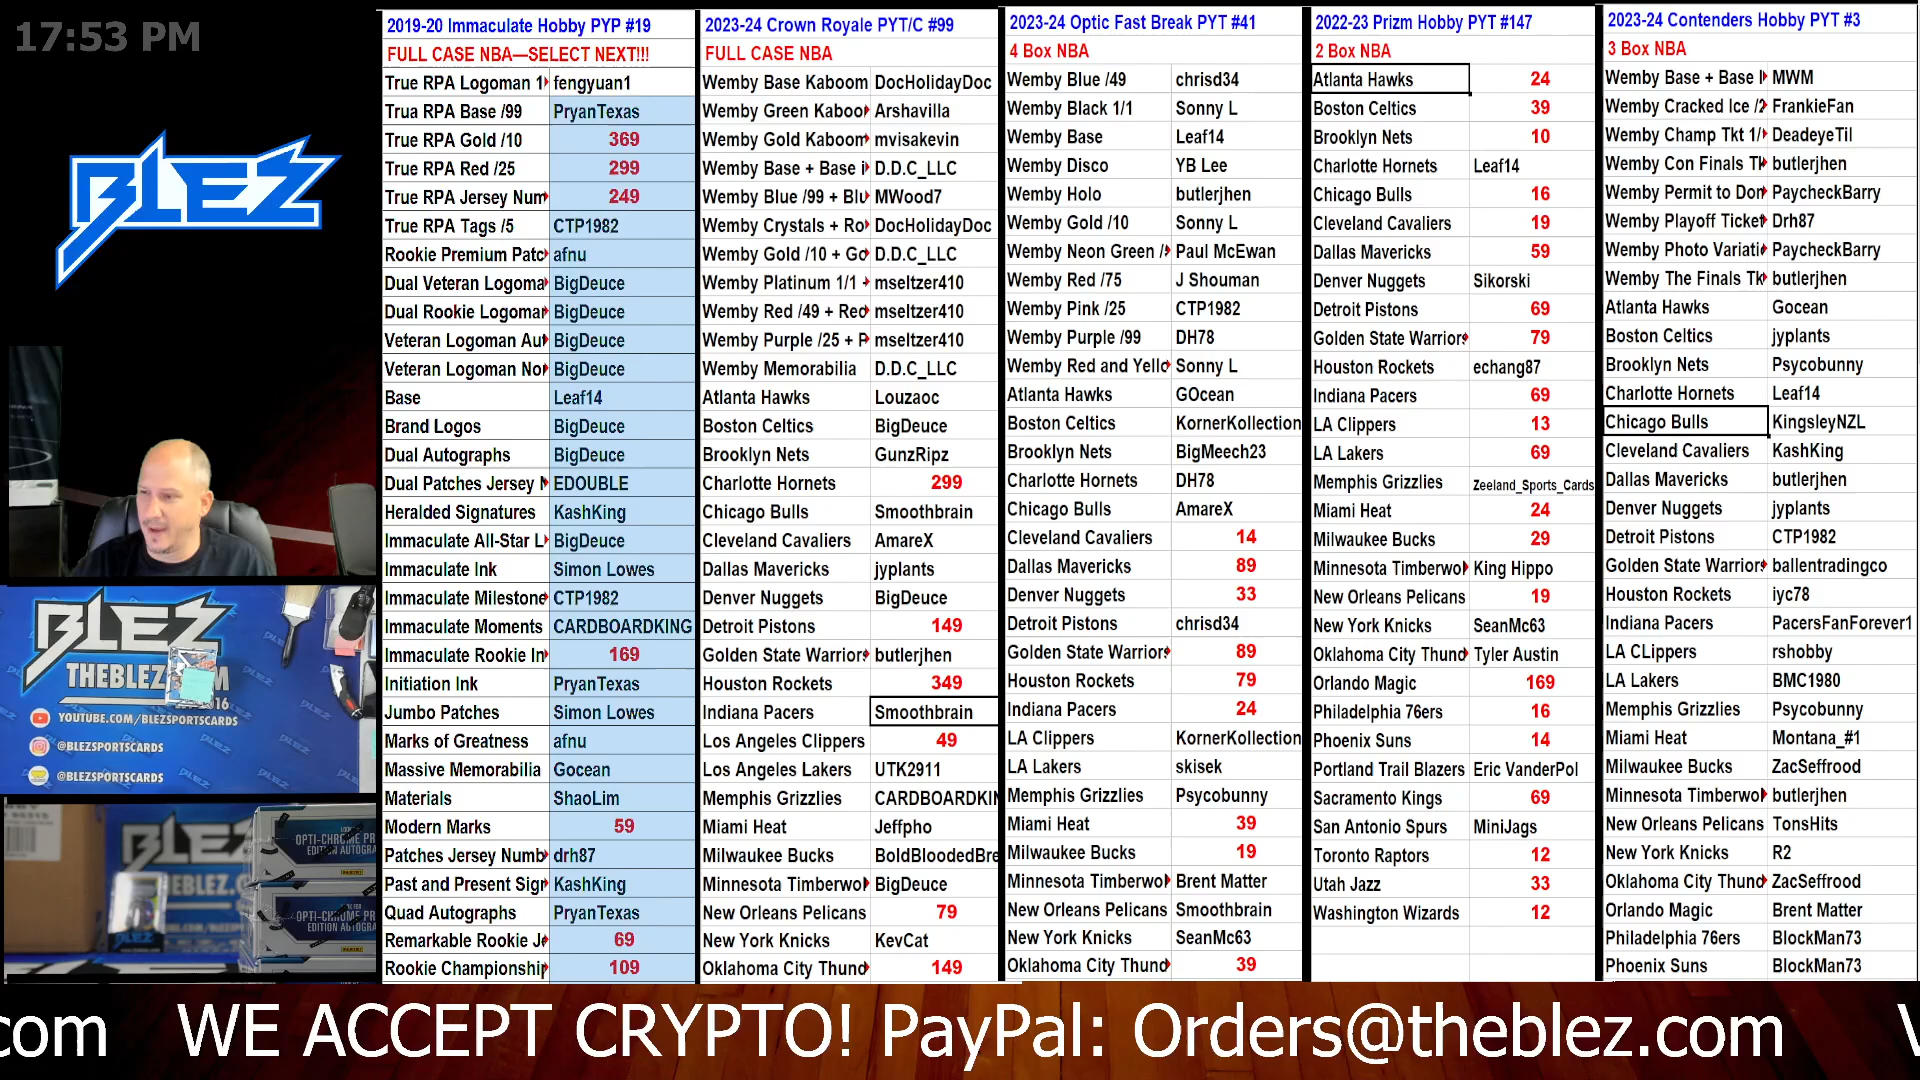 17:53 PM
BLEZ
BLEZ
THEBLEZ
YOUTUBE.COM/BLEZSPORTSCARDS
@BLEZSPORTSCARDS
@BLEZSPORTSCARDS
2019-20 Immaculate Hobby PYP #19
FULL CASE NBA—SELECT NEXT!!!
True RPA Logoman 1 fengyuan1
Trua RPA Base /99 PryanTexas
True RPA Gold /10 369
True RPA Red /25 299
True RPA Jersey Num 249
True RPA Tags /5 CTP1982
Rookie Premium Patc afnu
Dual Veteran Logoma BigDeuce
Dual Rookie Logomar BigDeuce
Veteran Logoman Au BigDeuce
Veteran Logoman No BigDeuce
Base Leaf14
Brand Logos BigDeuce
Dual Autographs BigDeuce
Dual Patches Jersey EDOUBLE
Heralded Signatures KashKing
Immaculate All-Star L BigDeuce
Immaculate Ink Simon Lowes
Immaculate Milestone CTP1982
Immaculate Moments CARDBOARDKING
Immaculate Rookie In 169
Initiation Ink PryanTexas
Jumbo Patches Simon Lowes
Marks of Greatness afnu
Massive Memorabilia Gocean
Materials ShaoLim
Modern Marks 59
Patches Jersey Numb drh87
Past and Present Sig KashKing
Quad Autographs PryanTexas
Remarkable Rookie J 69
Rookie Championship 109
2023-24 Crown Royale PYT/C #99
FULL CASE NBA
Wemby Base Kaboom DocHolidayDoc
Wemby Green Kaboo Arshavilla
Wemby Gold Kaboom mvisakevin
Wemby Base + Base i D.D.C_LLC
Wemby Blue /99 + Blu MWood7
Wemby Crystals + Ro DocHolidayDoc
Wemby Gold /10 + Go D.D.C_LLC
Wemby Platinum 1/1 + mseltzer410
Wemby Red /49 + Red mseltzer410
Wemby Purple /25 + P mseltzer410
Wemby Memorabilia D.D.C_LLC
Atlanta Hawks Louzaoc
Boston Celtics BigDeuce
Brooklyn Nets GunzRipz
Charlotte Hornets 299
Chicago Bulls Smoothbrain
Cleveland Cavaliers AmareX
Dallas Mavericks jyplants
Denver Nuggets BigDeuce
Detroit Pistons 149
Golden State Warrior butlerjhen
Houston Rockets 349
Indiana Pacers Smoothbrain
Los Angeles Clippers 49
Los Angeles Lakers UTK2911
Memphis Grizzlies CARDBOARDKIN
Miami Heat Jeffpho
Milwaukee Bucks BoldBloodedBre
Minnesota Timberwol BigDeuce
New Orleans Pelicans 79
New York Knicks KevCat
Oklahoma City Thund 149
2023-24 Optic Fast Break PYT #41
4 Box NBA
Wemby Blue /49 chrisd34
Wemby Black 1/1 Sonny L
Wemby Base Leaf14
Wemby Disco YB Lee
Wemby Holo butlerjhen
Wemby Gold /10 Sonny L
Wemby Neon Green / Paul McEwan
Wemby Red /75 J Shouman
Wemby Pink /25 CTP1982
Wemby Purple /99 DH78
Wemby Red and Yello Sonny L
Atlanta Hawks GOcean
Boston Celtics KornerKollection
Brooklyn Nets BigMeech23
Charlotte Hornets DH78
Chicago Bulls AmareX
Cleveland Cavaliers 14
Dallas Mavericks 89
Denver Nuggets 33
Detroit Pistons chrisd34
Golden State Warriors 89
Houston Rockets 79
Indiana Pacers 24
LA Clippers KornerKollection
LA Lakers skisek
Memphis Grizzlies Psycobunny
Miami Heat 39
Milwaukee Bucks 19
Minnesota Timberwol Brent Matter
New Orleans Pelicans Smoothbrain
New York Knicks SeanMc63
Oklahoma City Thund 39
2022-23 Prizm Hobby PYT #147
2 Box NBA
Atlanta Hawks 24
Boston Celtics 39
Brooklyn Nets 10
Charlotte Hornets Leaf14
Chicago Bulls 16
Cleveland Cavaliers 19
Dallas Mavericks 59
Denver Nuggets Sikorski
Detroit Pistons 69
Golden State Warriors 79
Houston Rockets echang87
Indiana Pacers 69
LA Clippers 13
LA Lakers 69
Memphis Grizzlies Zeeland_Sports_Cards
Miami Heat 24
Milwaukee Bucks 29
Minnesota Timberwol King Hippo
New Orleans Pelicans 19
New York Knicks SeanMc63
Oklahoma City Thund Tyler Austin
Orlando Magic 169
Philadelphia 76ers 16
Phoenix Suns 14
Portland Trail Blazers Eric VanderPol
Sacramento Kings 69
San Antonio Spurs MiniJags
Toronto Raptors 12
Utah Jazz 33
Washington Wizards 12
2023-24 Contenders Hobby PYT #3
3 Box NBA
Wemby Base + Base MWM
Wemby Cracked Ice /2 FrankieFan
Wemby Champ Tkt 1/ DeadeyeTil
Wemby Con Finals T butlerjhen
Wemby Permit to Don PaycheckBarry
Wemby Playoff Ticket Drh87
Wemby Photo Variati PaycheckBarry
Wemby The Finals Tk butlerjhen
Atlanta Hawks Gocean
Boston Celtics jyplants
Brooklyn Nets Psycobunny
Charlotte Hornets Leaf14
Chicago Bulls KingsleyNZL
Cleveland Cavaliers KashKing
Dallas Mavericks butlerjhen
Denver Nuggets jyplants
Detroit Pistons CTP1982
Golden State Warriors ballentradingco
Houston Rockets iyc78
Indiana Pacers PacersFanForever1
LA CLippers rshobby
LA Lakers BMC1980
Memphis Grizzlies Psycobunny
Miami Heat Montana_#1
Milwaukee Bucks ZacSeffrood
Minnesota Timberwol butlerjhen
New Orleans Pelicans TonsHits
New York Knicks R2
Oklahoma City Thund ZacSeffrood
Orlando Magic Brent Matter
Philadelphia 76ers BlockMan73
Phoenix Suns BlockMan73
com WE ACCEPT CRYPTO! PayPal: Orders@theblez.com V